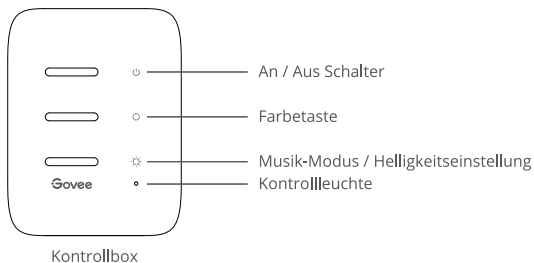 An / Aus Schalter
Farbetaste
Musik-Modus / Helligkeitseinstellung
Govee
Kontrollleuchte
Kontrollbox